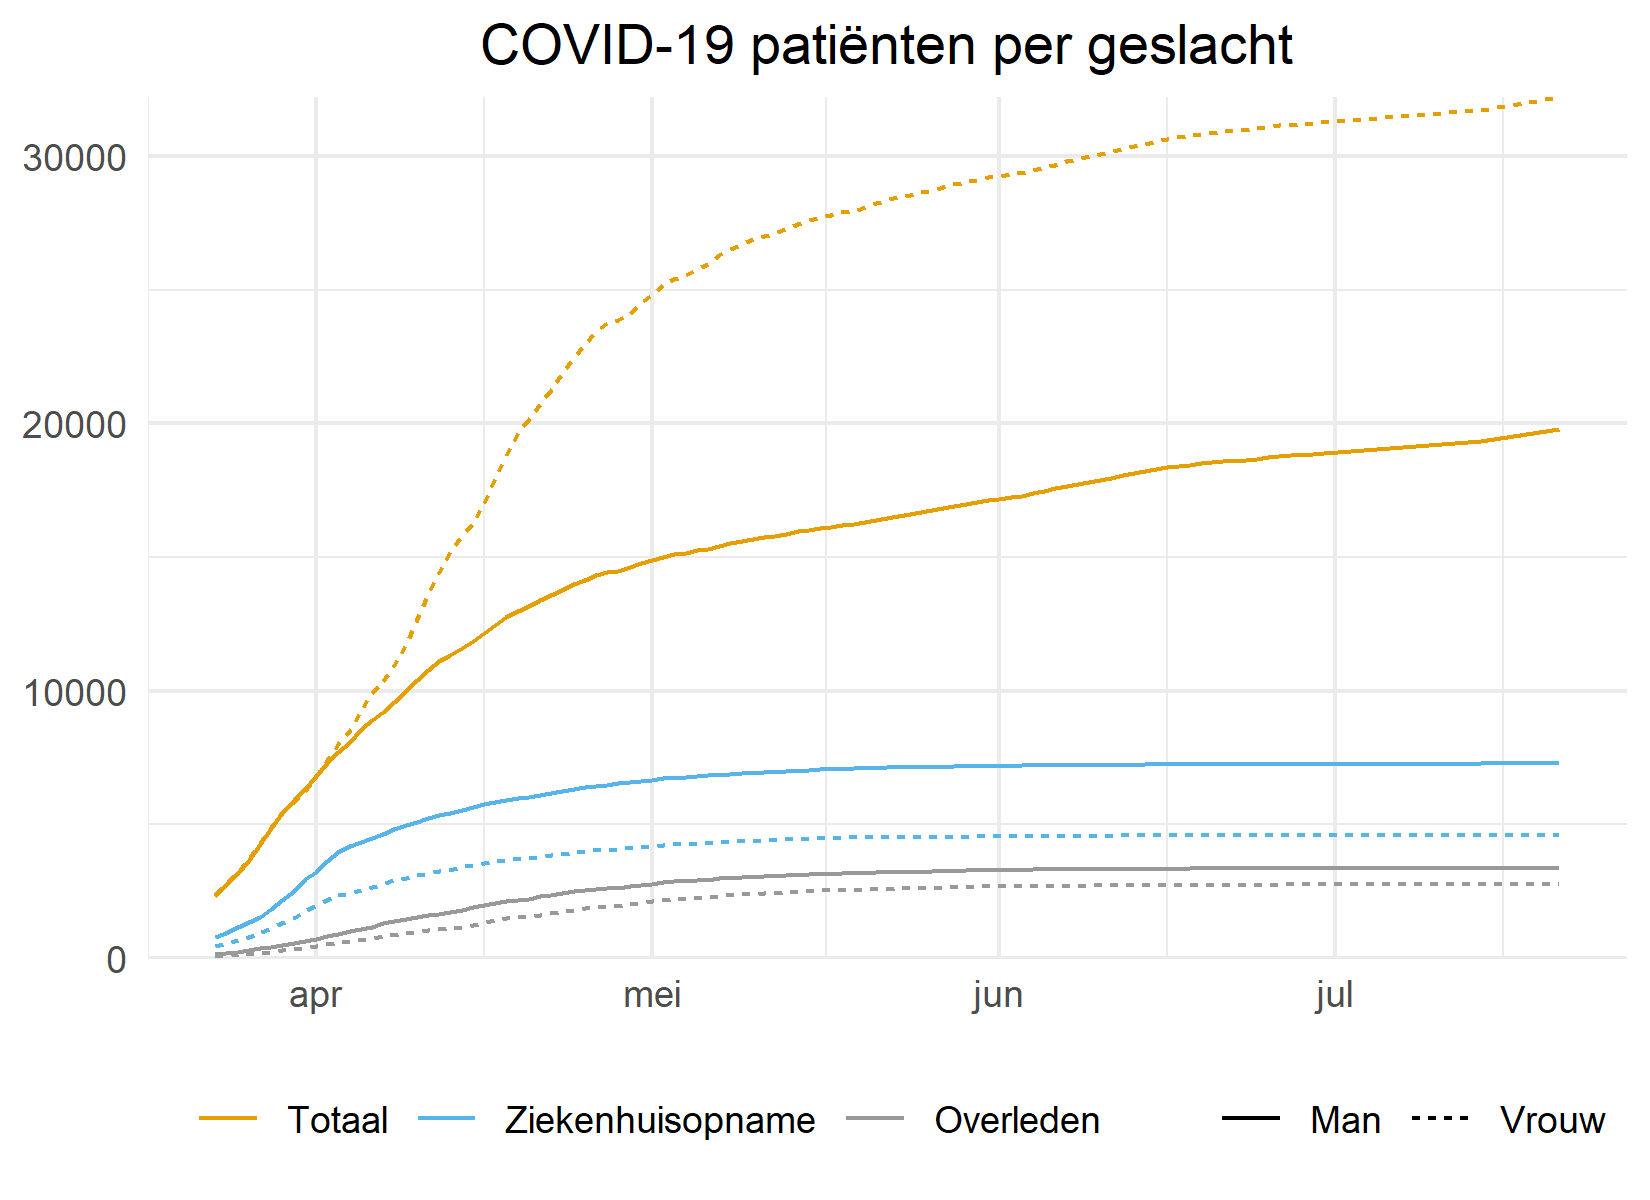 COVID-19 patiënten per geslacht
30000
20000
10000
0
apr mei jun jul
Totaal Ziekenhuisopname Overleden Man Vrouw